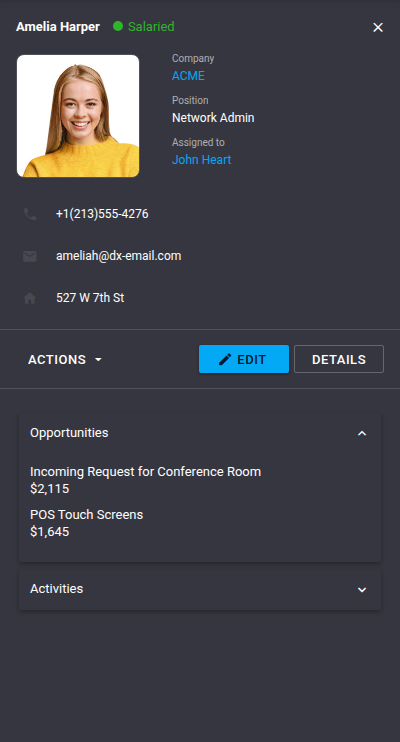 Amelia Harper
Salaried
Company
ACME
Position
Network Admin
Assigned to
John Heart
+1(213)555-4276
ameliah@dx-email.com
527 W 7th St
ACTIONS
EDIT
DETAILS
Opportunities
Incoming Request for Conference Room
$2,115
POS Touch Screens
$1,645
Activities